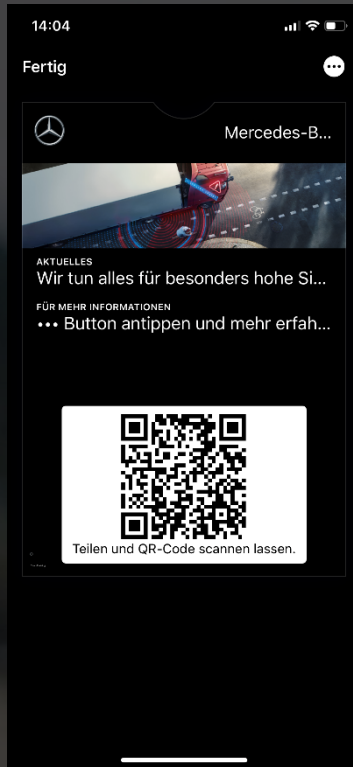 14:04
Fertig
Mercedes-B...
AKTUELLES
Wir tun alles für besonders hohe Si...
FÜR MEHR INFORMATIONEN
••• Button antippen und mehr erfah...
Teilen und QR-Code scannen lassen.